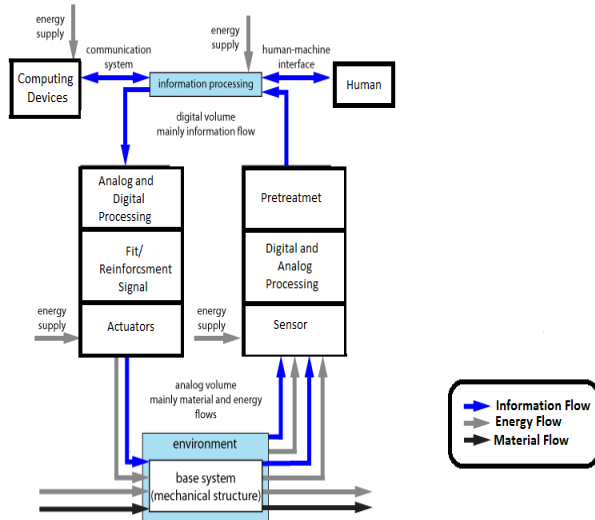 energy
supply
energy
supply
communication
system
human-machine
interface
Computing
Devices
information processing
Human
digital volume
mainly information flow
Analog and
Digital
Processing
Pretreatmet
Fit/
Reinforcsment
Signal
Digital and
Analog
Processing
energy
supply
Actuators
energy
supply
Sensor
analog volume
mainly material and energy
flows
environment
base system
(mechanical structure)
Information Flow
Energy Flow
Material Flow